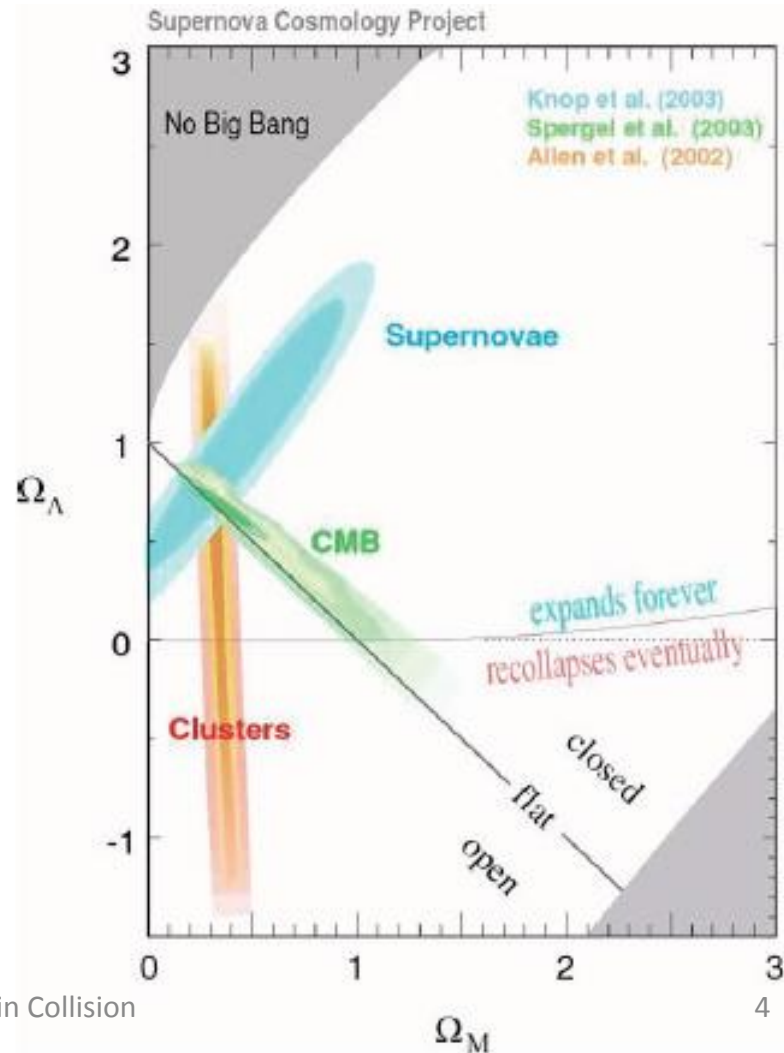 Supernova Cosmology Project
3
No Big Bang
Knop et al. (2003)
Spergel et al. (2003)
Allen et al. (2002)
2
Supernovae
1
Ω_Λ
CMB
expands forever
0
recollapses eventually
Clusters
closed
flat
-1
open
0
1
2
3
in Collision
4
Ω_M